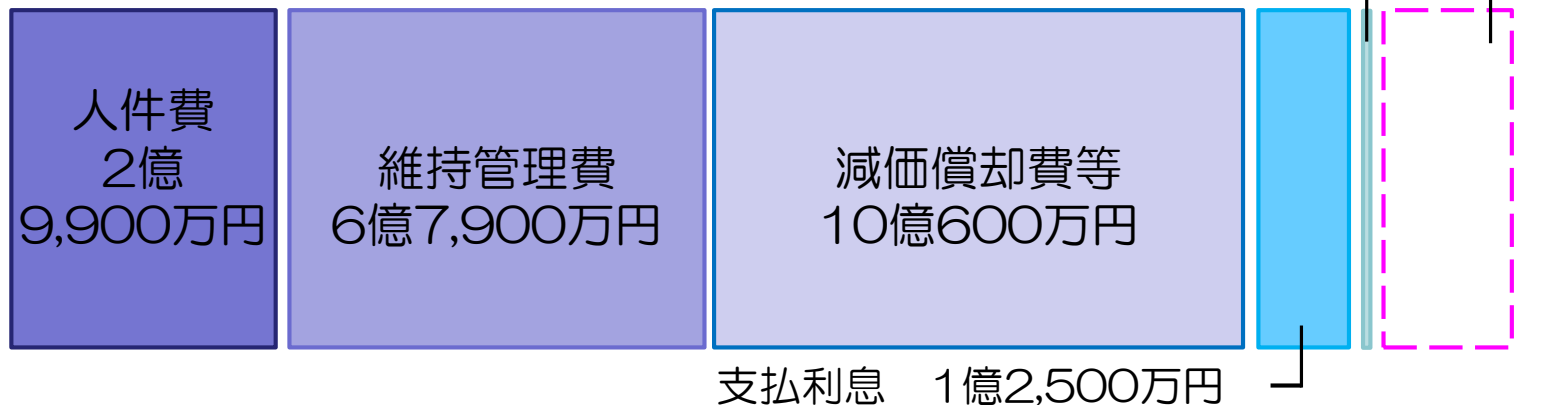 人件費
2億
9,900万円
維持管理費
6億7,900万円
減価償却費等
10億600万円
支払利息　1億2,500万円